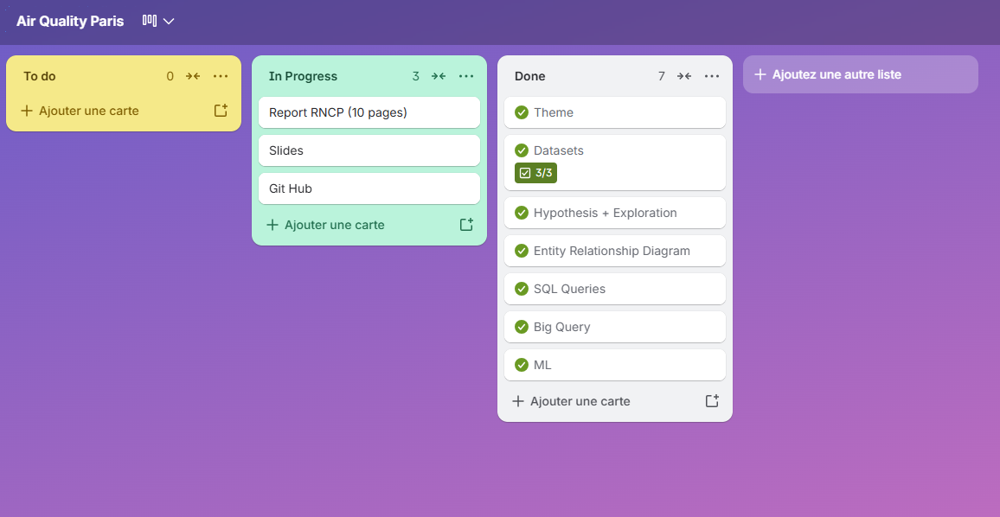 Air Quality Paris
To do 0
Ajouter une carte
In Progress 3
Report RNCP (10 pages)
Slides
Git Hub
Ajouter une carte
Done 7
Theme
Datasets
3/3
Hypothesis + Exploration
Entity Relationship Diagram
SQL Queries
Big Query
ML
Ajouter une carte
Ajoutez une autre liste